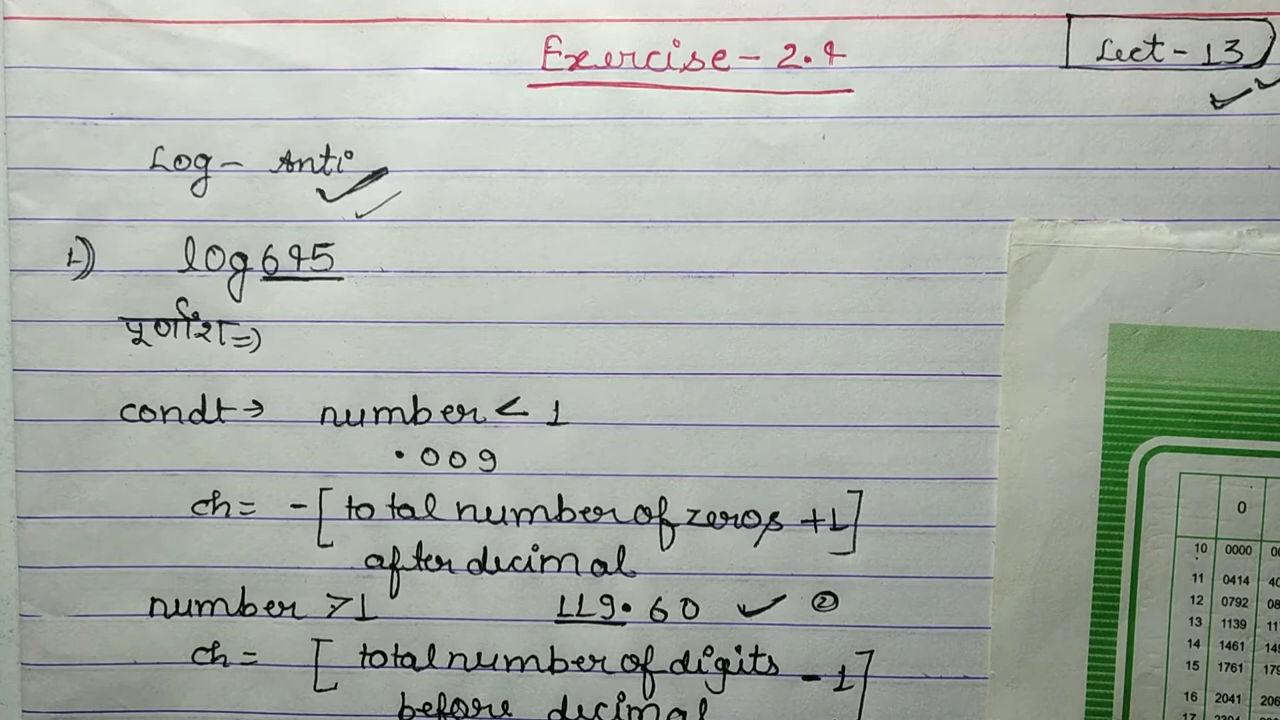 Exercise - 2.4
Lect - 13
Log - Anti
1) log 645
पूर्णांश =>
condt → number < 1
.009
ch = - [total number of zeros + 1]
after decimal
number > 1 119.60 ✓ ②
ch = [total number of digits - 1]
before decimal
0
10 0000
11 0414
12 0792
13 1139
14 1461
15 1761
16 2041